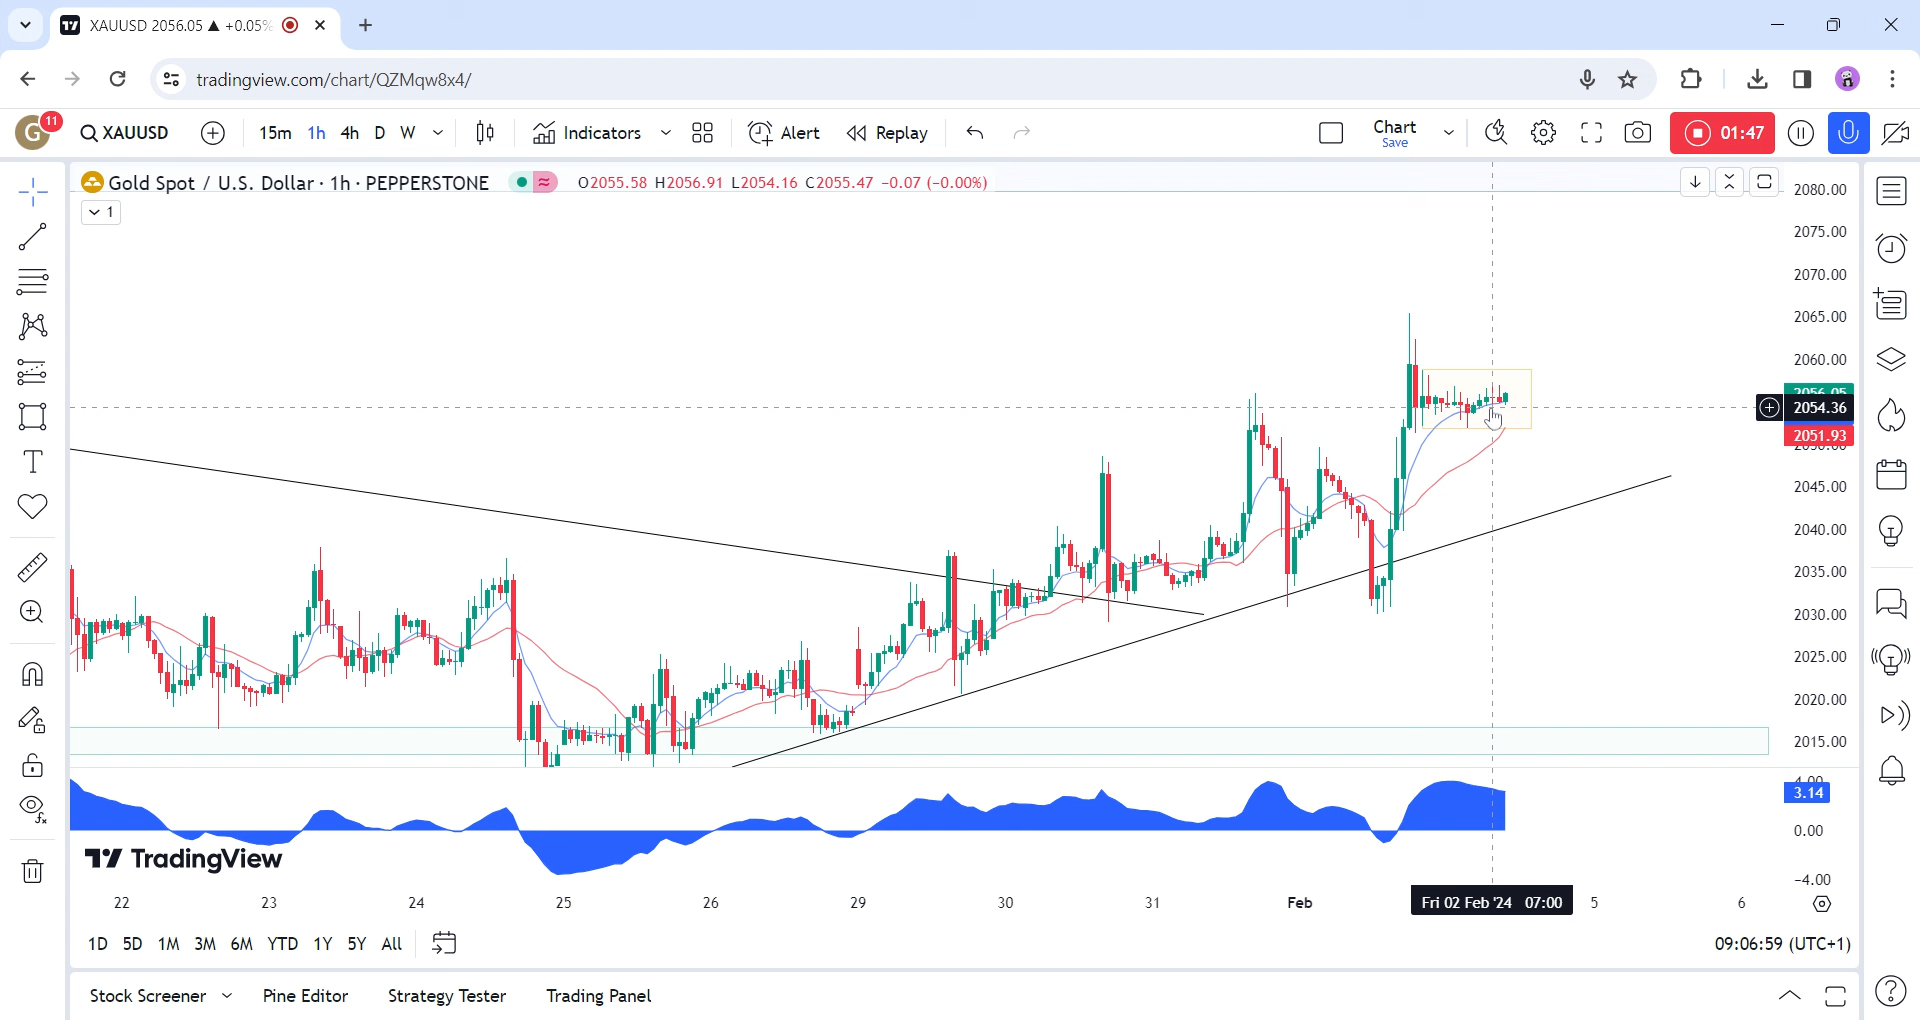 XAUUSD 2056.05 ▲ +0.05%
tradingview.com/chart/QZMqw8x4/
G 11 XAUUSD 15m 1h 4h D W Indicators Alert Replay Chart 01:47
Save
Gold Spot / U.S. Dollar · 1h · PEPPERSTONE O2055.58 H2056.91 L2054.16 C2055.47 −0.07 (−0.00%)
1
2080.00
2075.00
2070.00
2065.00
2060.00
2056.05
2054.36
2051.93
2045.00
2040.00
2035.00
2030.00
2025.00
2020.00
2015.00
4.00
3.14
0.00
−4.00
TradingView
22 23 24 25 26 29 30 31 Feb Fri 02 Feb '24 07:00 5 6
1D 5D 1M 3M 6M YTD 1Y 5Y All 09:06:59 (UTC+1)
Stock Screener Pine Editor Strategy Tester Trading Panel